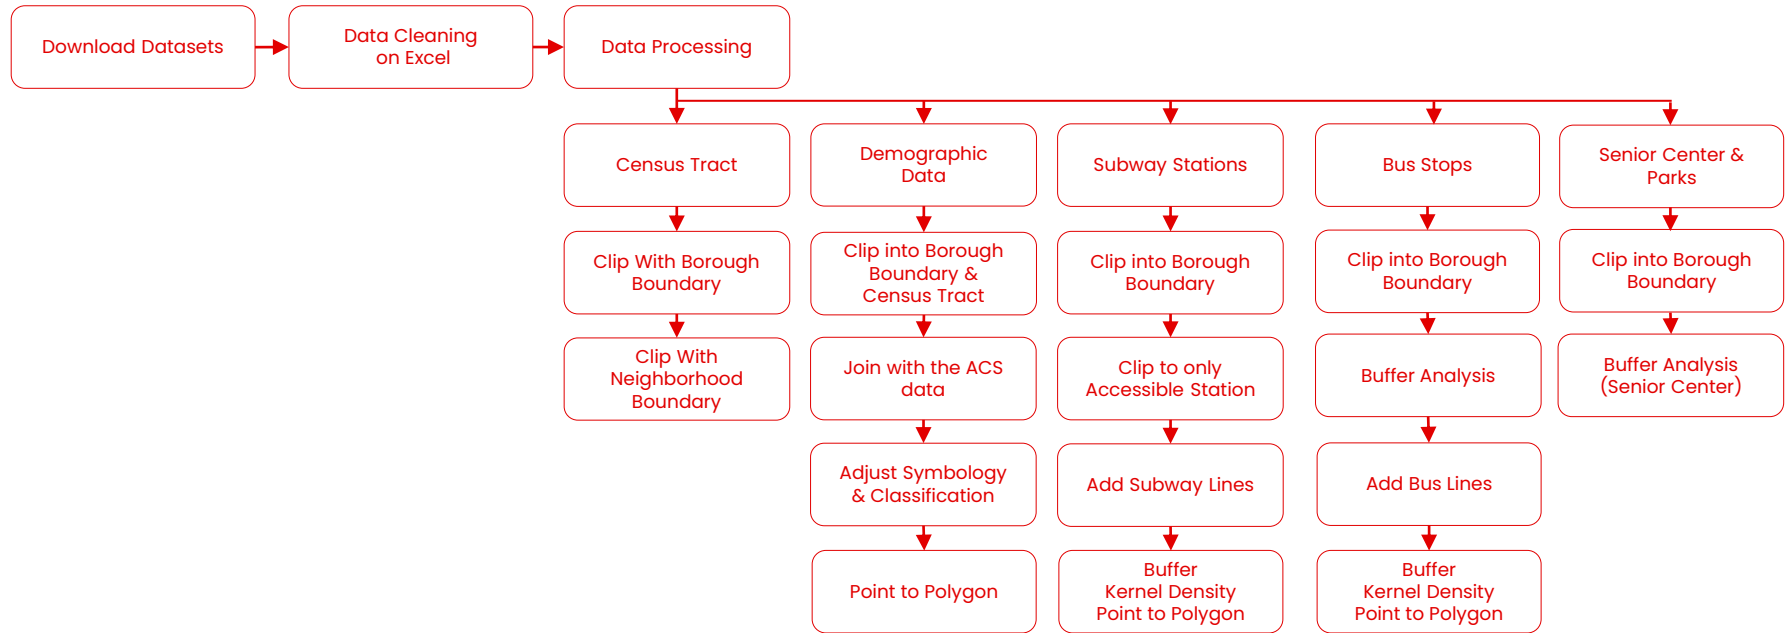 Download Datasets
Data Cleaning
on Excel
Data Processing
Census Tract
Clip With Borough
Boundary
Clip With
Neighborhood
Boundary
Demographic
Data
Clip into Borough
Boundary &
Census Tract
Join with the ACS
data
Adjust Symbology
& Classification
Point to Polygon
Subway Stations
Clip into Borough
Boundary
Clip to only
Accessible Station
Add Subway Lines
Buffer
Kernel Density
Point to Polygon
Bus Stops
Clip into Borough
Boundary
Buffer Analysis
Add Bus Lines
Buffer
Kernel Density
Point to Polygon
Senior Center &
Parks
Clip into Borough
Boundary
Buffer Analysis
(Senior Center)